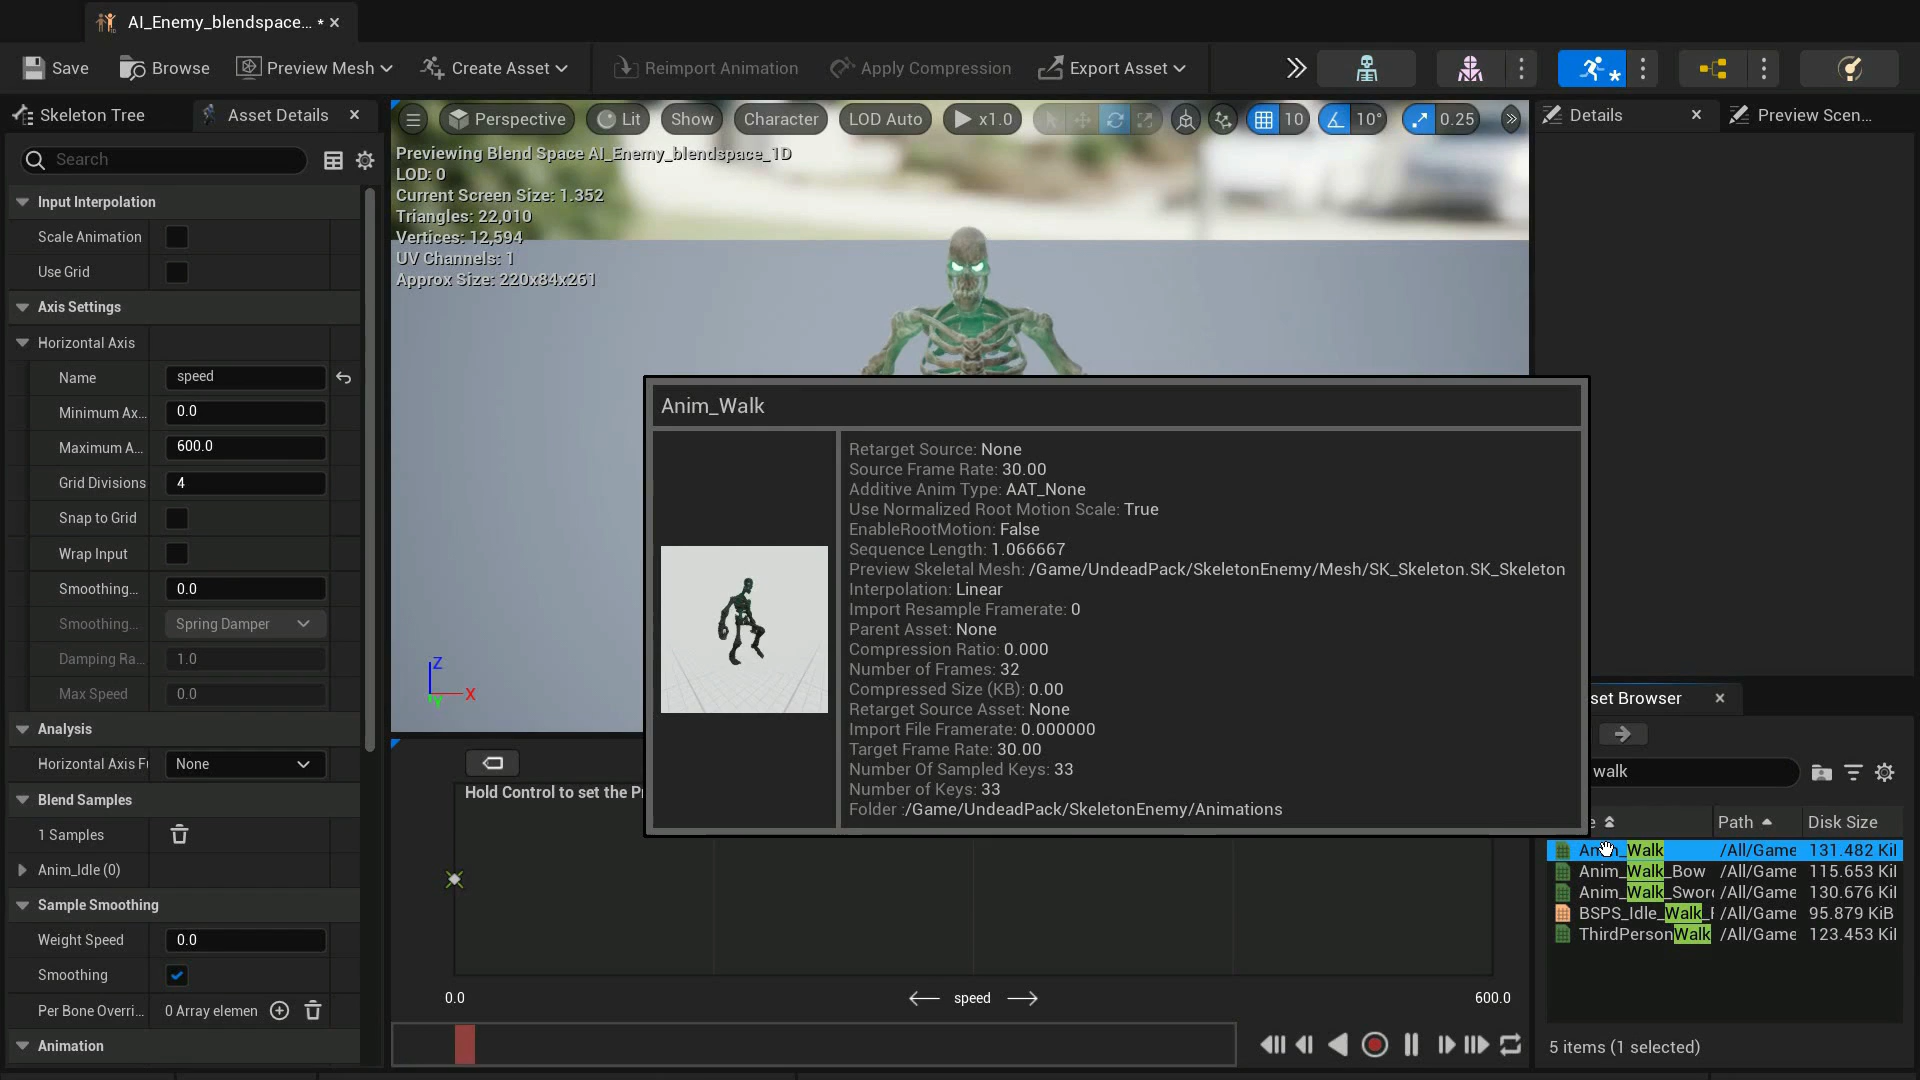 AI_Enemy_blendspace... *
Save
Browse
Preview Mesh
Create Asset
Reimport Animation
Apply Compression
Export Asset
Skeleton Tree
Asset Details
Perspective
Lit
Show
Character
LOD Auto
x1.0
10
10°
0.25
Details
Preview Scen...
Search
Previewing Blend Space AI_Enemy_blendspace_1D
LOD: 0
Current Screen Size: 1.352
Triangles: 22,010
Vertices: 12,594
UV Channels: 1
Approx Size: 220x84x261
Input Interpolation
Scale Animation
Use Grid
Axis Settings
Horizontal Axis
Name speed
Minimum Ax... 0.0
Maximum A... 600.0
Grid Divisions 4
Snap to Grid
Wrap Input
Smoothing... 0.0
Smoothing... Spring Damper
Damping Ra... 1.0
Max Speed 0.0
Analysis
Horizontal Axis None
Blend Samples
1 Samples
Anim_Idle (0)
Sample Smoothing
Weight Speed 0.0
Smoothing
Per Bone Overri... 0 Array elemen
Animation
Z
X
Y
Anim_Walk
Retarget Source: None
Source Frame Rate: 30.00
Additive Anim Type: AAT_None
Use Normalized Root Motion Scale: True
EnableRootMotion: False
Sequence Length: 1.066667
Preview Skeletal Mesh: /Game/UndeadPack/SkeletonEnemy/Mesh/SK_Skeleton.SK_Skeleton
Interpolation: Linear
Import Resample Framerate: 0
Parent Asset: None
Compression Ratio: 0.000
Number of Frames: 32
Compressed Size (KB): 0.00
Retarget Source Asset: None
Import File Framerate: 0.000000
Target Frame Rate: 30.00
Number Of Sampled Keys: 33
Number of Keys: 33
Folder :/Game/UndeadPack/SkeletonEnemy/Animations
Hold Control to set the
0.0
speed
600.0
set Browser
walk
e
Path
Disk Size
Anim_Walk /All/Game 131.482 Ki
Anim_Walk_Bow /All/Game 115.653 Ki
Anim_Walk_Swor /All/Game 130.676 Ki
BSPS_Idle_Walk_ /All/Game 95.879 KiB
ThirdPersonWalk /All/Game 123.453 Ki
5 items (1 selected)